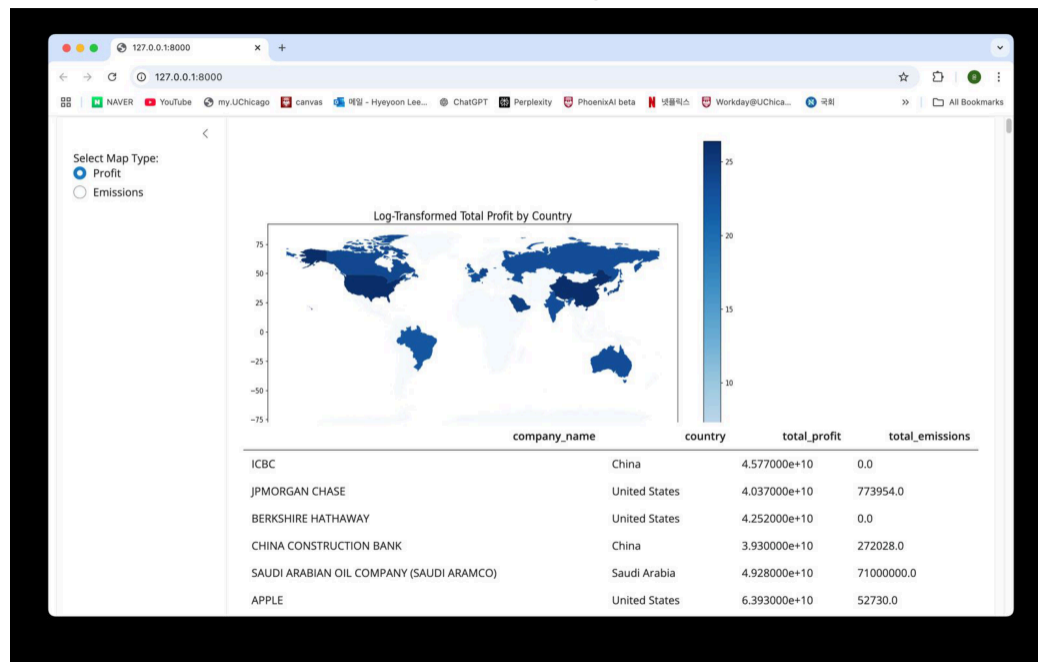 127.0.0.1:8000
127.0.0.1:8000
NAVER YouTube my.UChicago canvas 메일 - Hyeyoon Lee... ChatGPT Perplexity PhoenixAI beta 넷플릭스 Workday@UChica... 국회 » All Bookmarks
Select Map Type:
Profit
Emissions
Log-Transformed Total Profit by Country
75
50
25
0
−25
−50
−75
25
20
15
10
company_name country total_profit total_emissions
ICBC China 4.577000e+10 0.0
JPMORGAN CHASE United States 4.037000e+10 773954.0
BERKSHIRE HATHAWAY United States 4.252000e+10 0.0
CHINA CONSTRUCTION BANK China 3.930000e+10 272028.0
SAUDI ARABIAN OIL COMPANY (SAUDI ARAMCO) Saudi Arabia 4.928000e+10 71000000.0
APPLE United States 6.393000e+10 52730.0